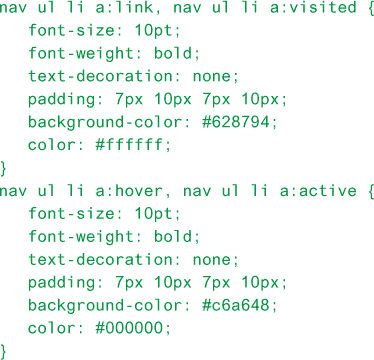 nav ul li a:link, nav ul li a:visited {
   font-size: 10pt;
   font-weight: bold;
   text-decoration: none;
   padding: 7px 10px 7px 10px;
   background-color: #628794;
   color: #ffffff;
}
nav ul li a:hover, nav ul li a:active {
   font-size: 10pt;
   font-weight: bold;
   text-decoration: none;
   padding: 7px 10px 7px 10px;
   background-color: #c6a648;
   color: #000000;
}